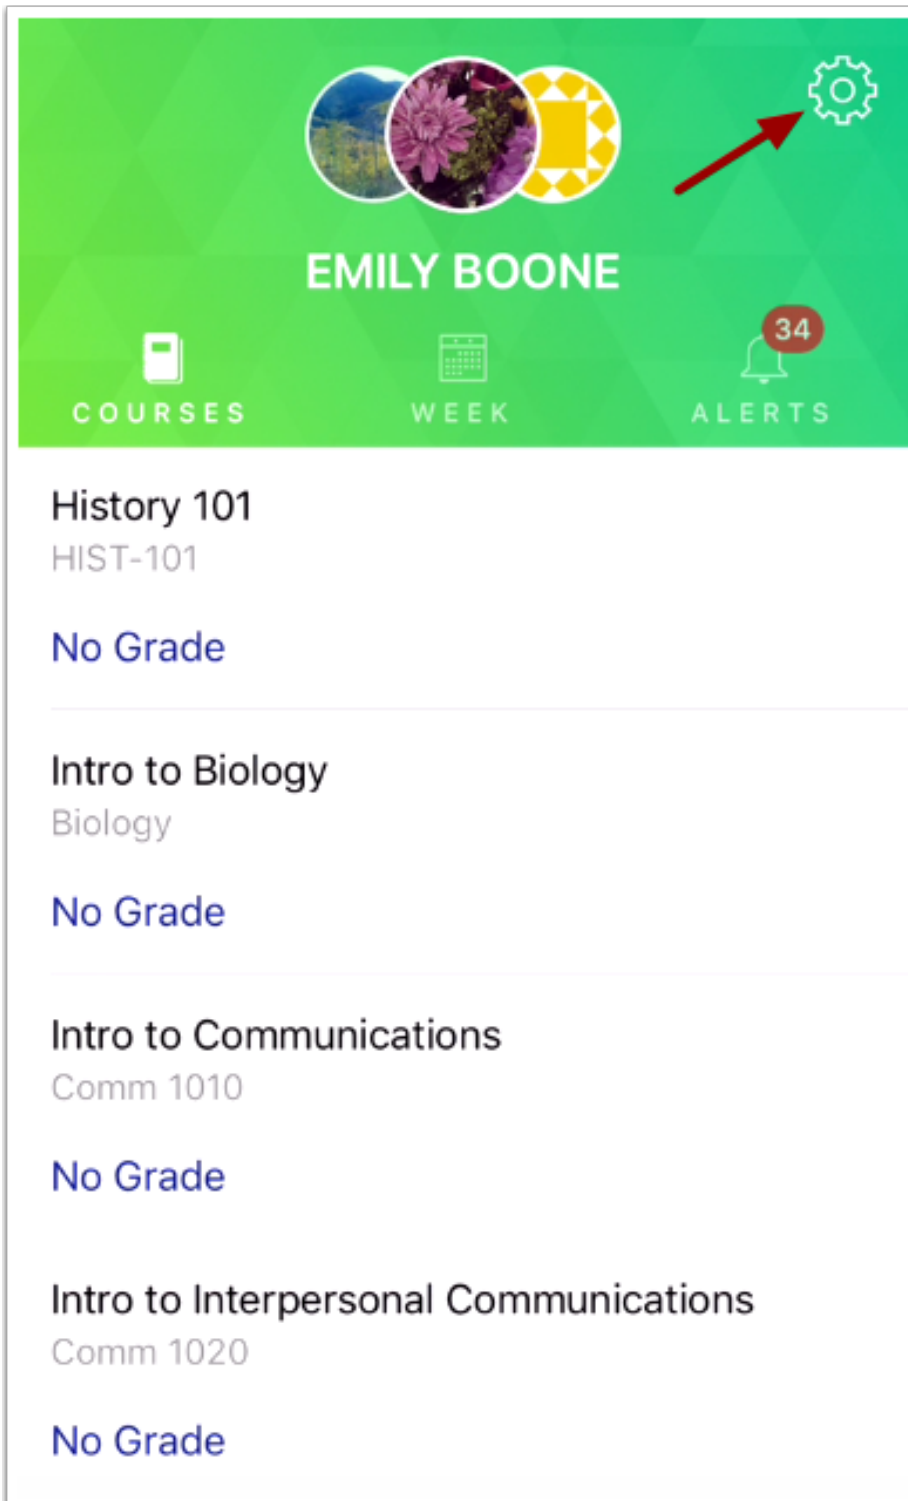 EMILY BOONE
34
COURSES
WEEK
ALERTS
History 101
HIST-101
No Grade
Intro to Biology
Biology
No Grade
Intro to Communications
Comm 1010
No Grade
Intro to Interpersonal Communications
Comm 1020
No Grade